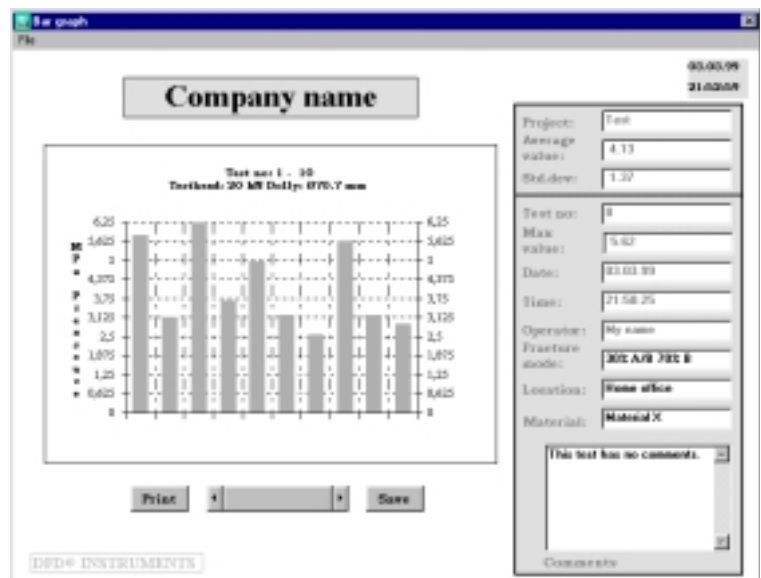 Bar graph
File
03.03.99
Company name
Project: Test
Average value: 4.13
Std.dev: 1.37
Test no: 1 - 10
Testhead: 20 kN Dolly: Ø70.7 mm
6,25 6,25
5,625 5,625
5 5
4,375 4,375
3,75 3,75
3,125 3,125
2,5 2,5
1,875 1,875
1,25 1,25
0,625 0,625
0 0
MPa Pressure
Test no: 8
Max value: 5.62
Date: 03.03.99
Time: 21:58:25
Operator: My name
Fracture mode: 30% A/B 70% B
Location: Home office
Material: Material X
This test has no comments.
Comments
Print Save
DFD® INSTRUMENTS